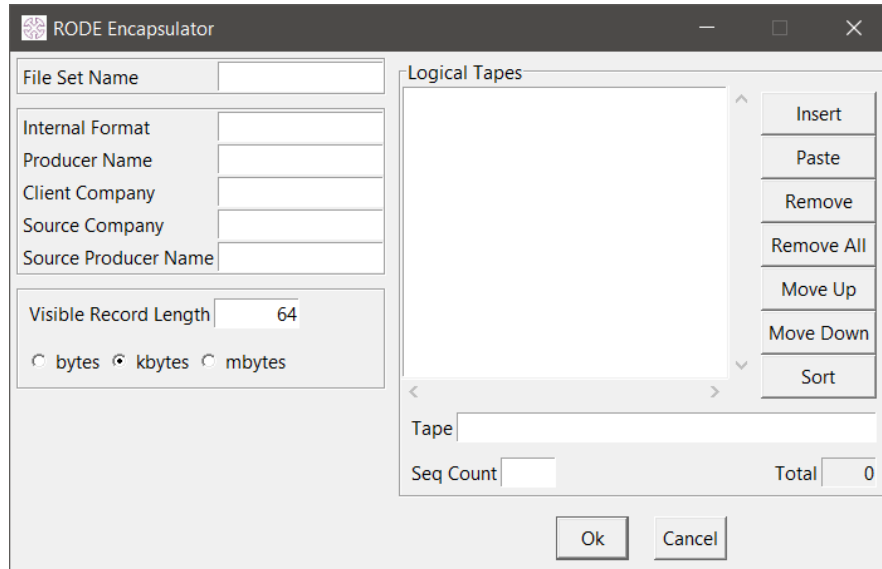 RODE Encapsulator
File Set Name
Internal Format
Producer Name
Client Company
Source Company
Source Producer Name
Visible Record Length 64
bytes kbytes mbytes
Logical Tapes
Insert
Paste
Remove
Remove All
Move Up
Move Down
Sort
Tape
Seq Count Total 0
Ok Cancel